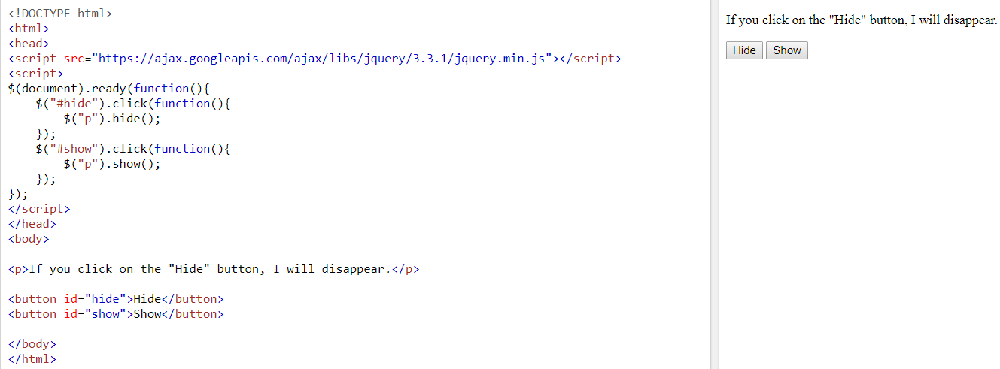 <!DOCTYPE html>
<html>
<head>
<script src="https://ajax.googleapis.com/ajax/libs/jquery/3.3.1/jquery.min.js"></script>
<script>
$(document).ready(function(){
    $("#hide").click(function(){
        $("p").hide();
    });
    $("#show").click(function(){
        $("p").show();
    });
});
</script>
</head>
<body>

<p>If you click on the "Hide" button, I will disappear.</p>

<button id="hide">Hide</button>
<button id="show">Show</button>

</body>
</html>
If you click on the "Hide" button, I will disappear.
Hide Show